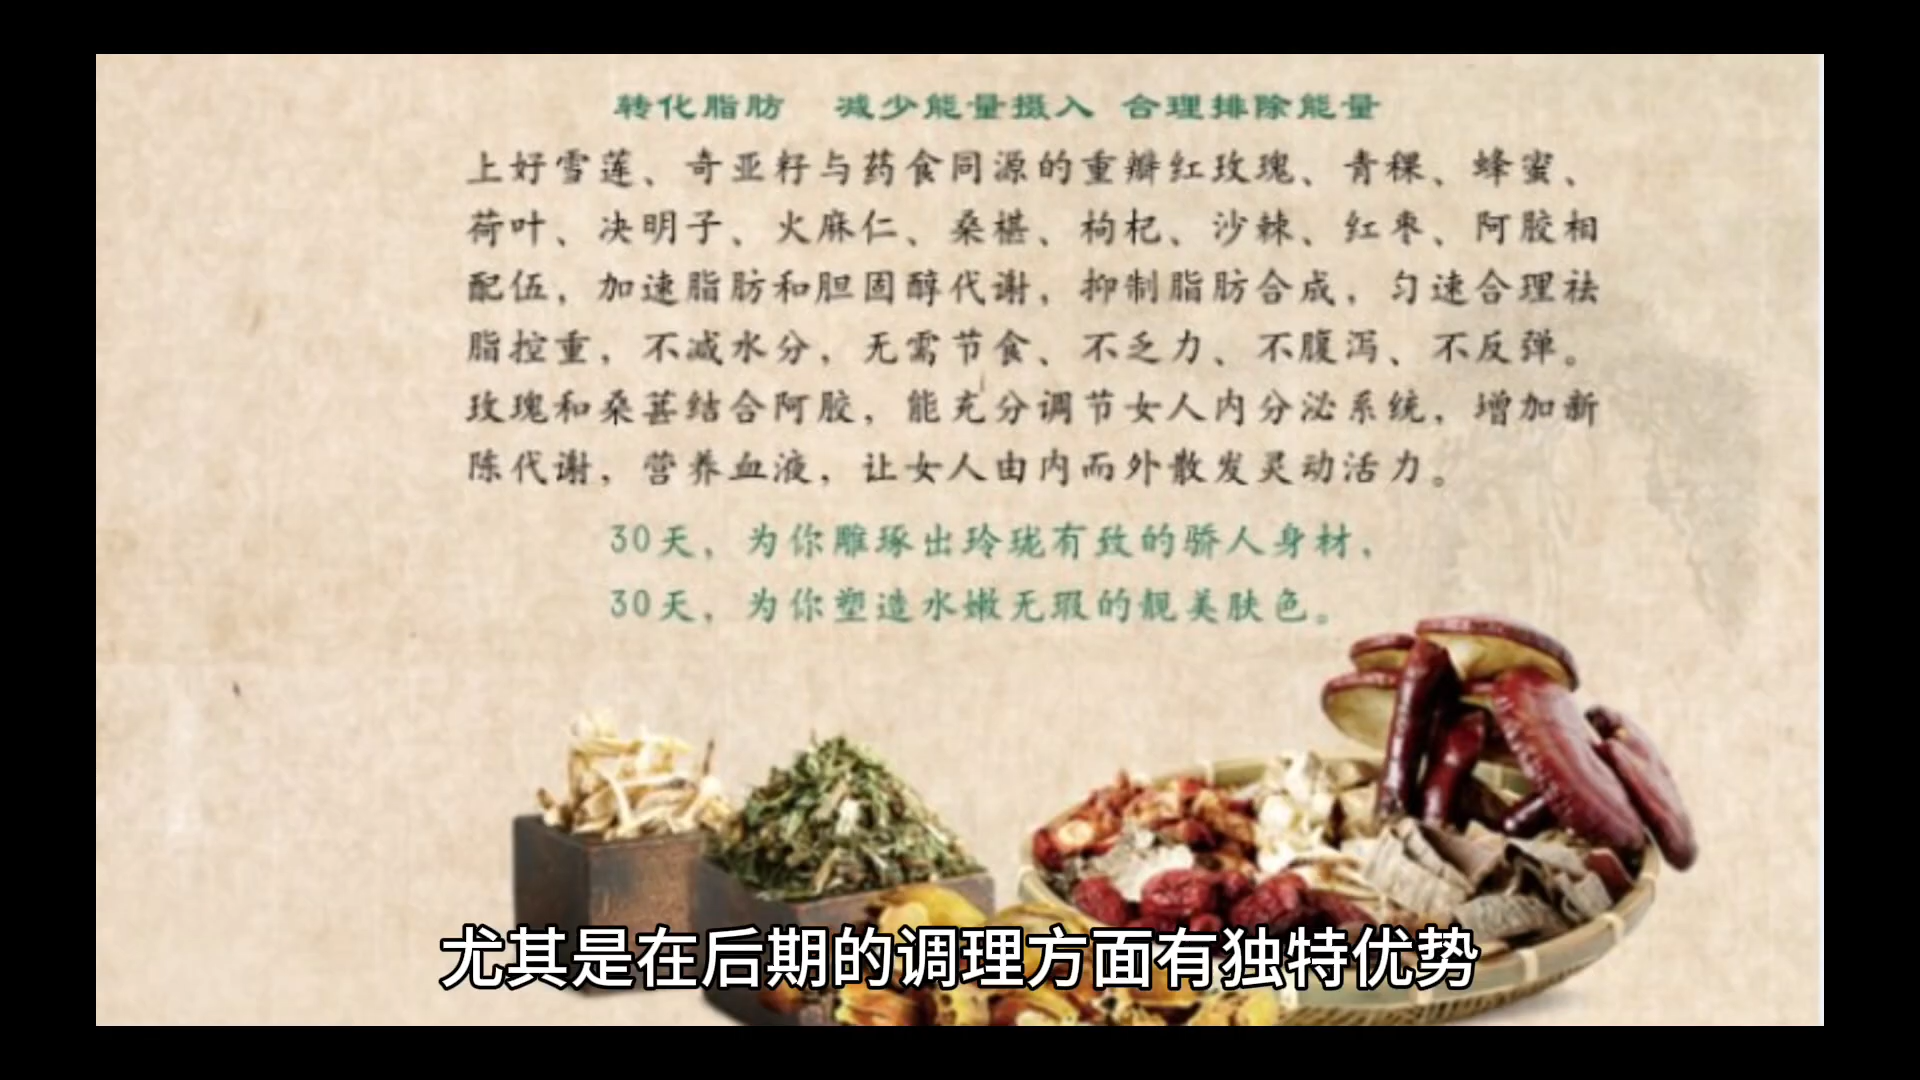 转化脂肪 减少能量摄入 合理排除能量
上好雪莲、奇亚籽与药食同源的重瓣红玫瑰、青稞、蜂蜜、
荷叶、决明子、火麻仁、桑椹、枸杞、沙棘、红枣、阿胶相
配伍，加速脂肪和胆固醇代谢，抑制脂肪合成，匀速合理祛
脂控重，不减水分，无需节食、不乏力、不腹泻、不反弹。
玫瑰和桑葚结合阿胶，能充分调节女人内分泌系统，增加新
陈代谢，营养血液，让女人由内而外散发灵动活力。
30天，为你雕琢出玲珑有致的骄人身材，
30天，为你塑造水嫩无瑕的靓美肤色。
尤其是在后期的调理方面有独特优势